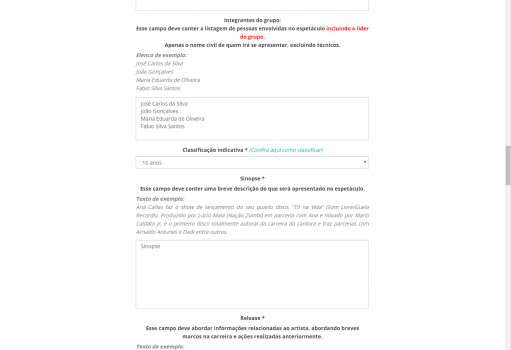 Integrantes do grupo:
Esse campo deve conter a listagem de pessoas envolvidas no espetáculo incluindo o líder
do grupo.
Apenas o nome civil de quem irá se apresentar, excluindo técnicos.
Elenco de exemplo:
José Carlos da Silva
João Gonçalves
Maria Eduarda de Oliveira
Fabio Silva Santos
José Carlos da Silva
João Gonçalves
Maria Eduarda de Oliveira
Fabio Silva Santos
Classificação indicativa * (Confira aqui como classificar)
10 anos
Sinopse *
Esse campo deve conter uma breve descrição do que será apresentado no espetáculo.
Texto de exemplo:
Ana Cañas faz o show de lançamento do seu quarto disco, "Tô na Vida" (Som Livre/Guela
Records). Produzido por Lúcio Maia (Nação Zumbi) em parceria com Ana e mixado por Mario
Caldato Jr, é o primeiro disco totalmente autoral da carreira da cantora e traz parcerias com
Arnaldo Antunes e Dadi entre outros.
Sinopse
Release *
Esse campo deve abordar informações relacionadas ao artista, abordando breves
marcos na carreira e ações realizadas anteriormente.
Texto de exemplo: